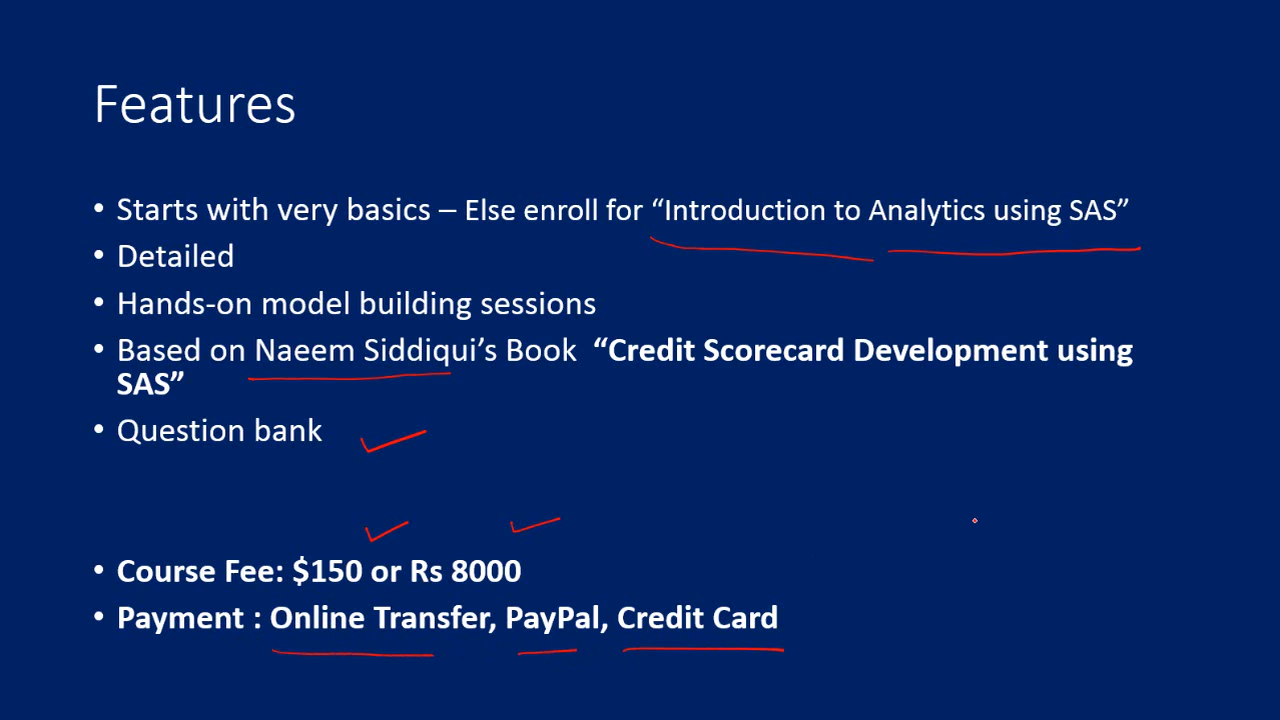 Features
• Starts with very basics – Else enroll for “Introduction to Analytics using SAS”
• Detailed
• Hands-on model building sessions
• Based on Naeem Siddiqui’s Book “Credit Scorecard Development using
SAS”
• Question bank
• Course Fee: $150 or Rs 8000
• Payment : Online Transfer, PayPal, Credit Card